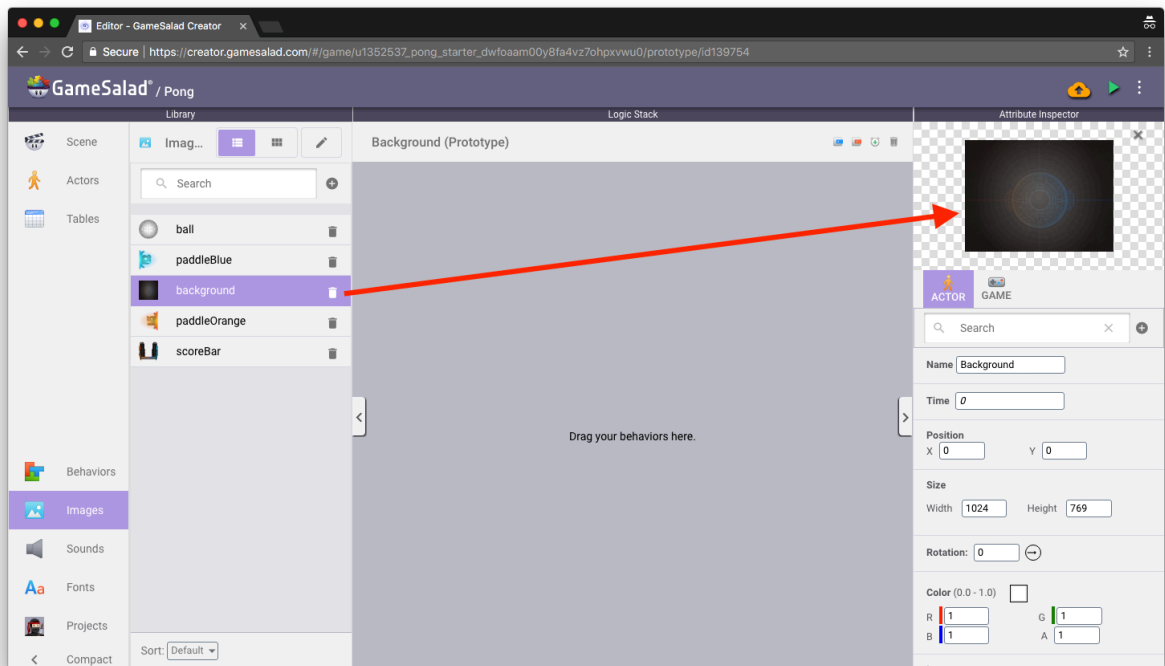 Editor - GameSalad Creator
Secure | https://creator.gamesalad.com/#/game/u1352537_pong_starter_dwfoaam00y8fa4vz7ohpxvwu0/prototype/id139754
GameSalad® / Pong
Library
Logic Stack
Attribute Inspector
Scene
Actors
Tables
Behaviors
Images
Sounds
Aa Fonts
Projects
Compact
Imag...
Search
ball
paddleBlue
background
paddleOrange
scoreBar
Sort: Default
Background (Prototype)
Drag your behaviors here.
ACTOR GAME
Search
Name Background
Time 0
Position
X 0 Y 0
Size
Width 1024 Height 769
Rotation: 0
Color (0.0 - 1.0)
R 1 G 1
B 1 A 1